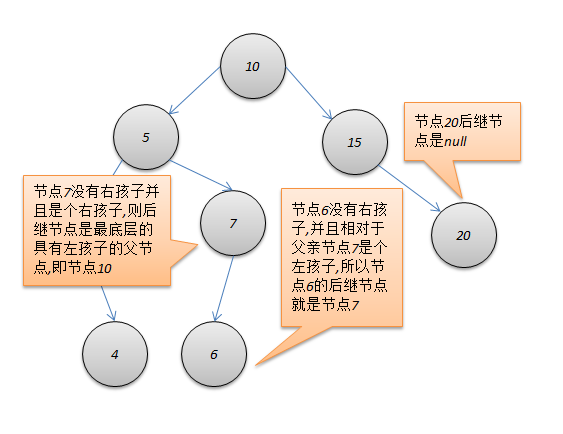 10
5
15
节点20后继节
点是null
节点7没有右孩子并
且是个右孩子,则后
继节点是最底层的
具有左孩子的父节
点,即节点10
7
节点6没有右孩
子,并且相对于
父亲节点7是个
左孩子,所以节
点6的后继节点
就是节点7
20
4
6